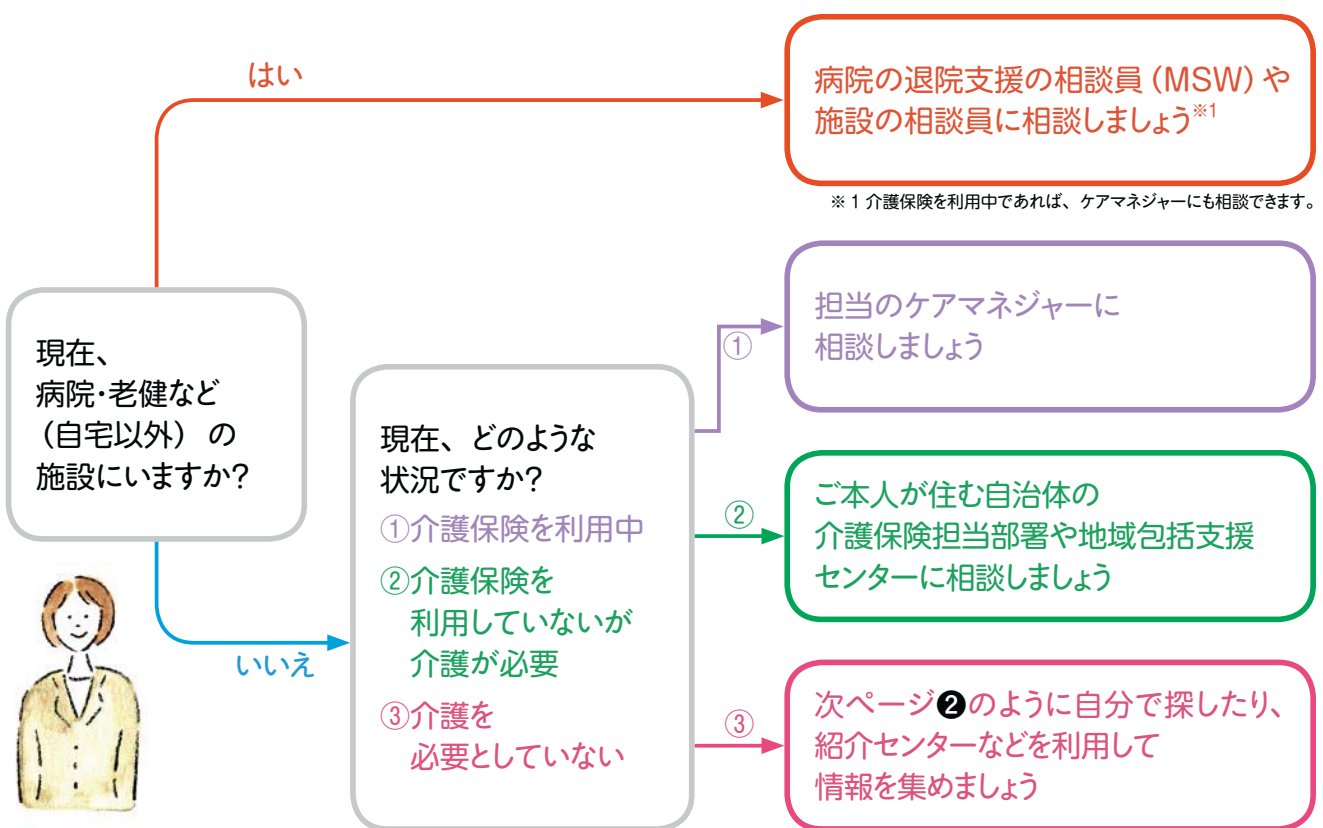 はい
病院の退院支援の相談員（MSW）や
施設の相談員に相談しましょう※1
※1 介護保険を利用中であれば、ケアマネジャーにも相談できます。
現在、
病院・老健など
（自宅以外）の
施設にいますか?
いいえ
現在、どのような
状況ですか?
①介護保険を利用中
②介護保険を
利用していないが
介護が必要
③介護を
必要としていない
①
担当のケアマネジャーに
相談しましょう
②
ご本人が住む自治体の
介護保険担当部署や地域包括支援
センターに相談しましょう
③
次ページ❷のように自分で探したり、
紹介センターなどを利用して
情報を集めましょう